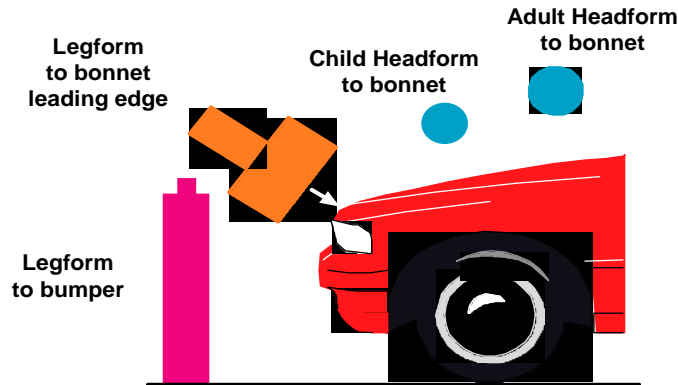 Legform
to bonnet
leading edge
Child Headform
to bonnet
Adult Headform
to bonnet
Legform
to bumper